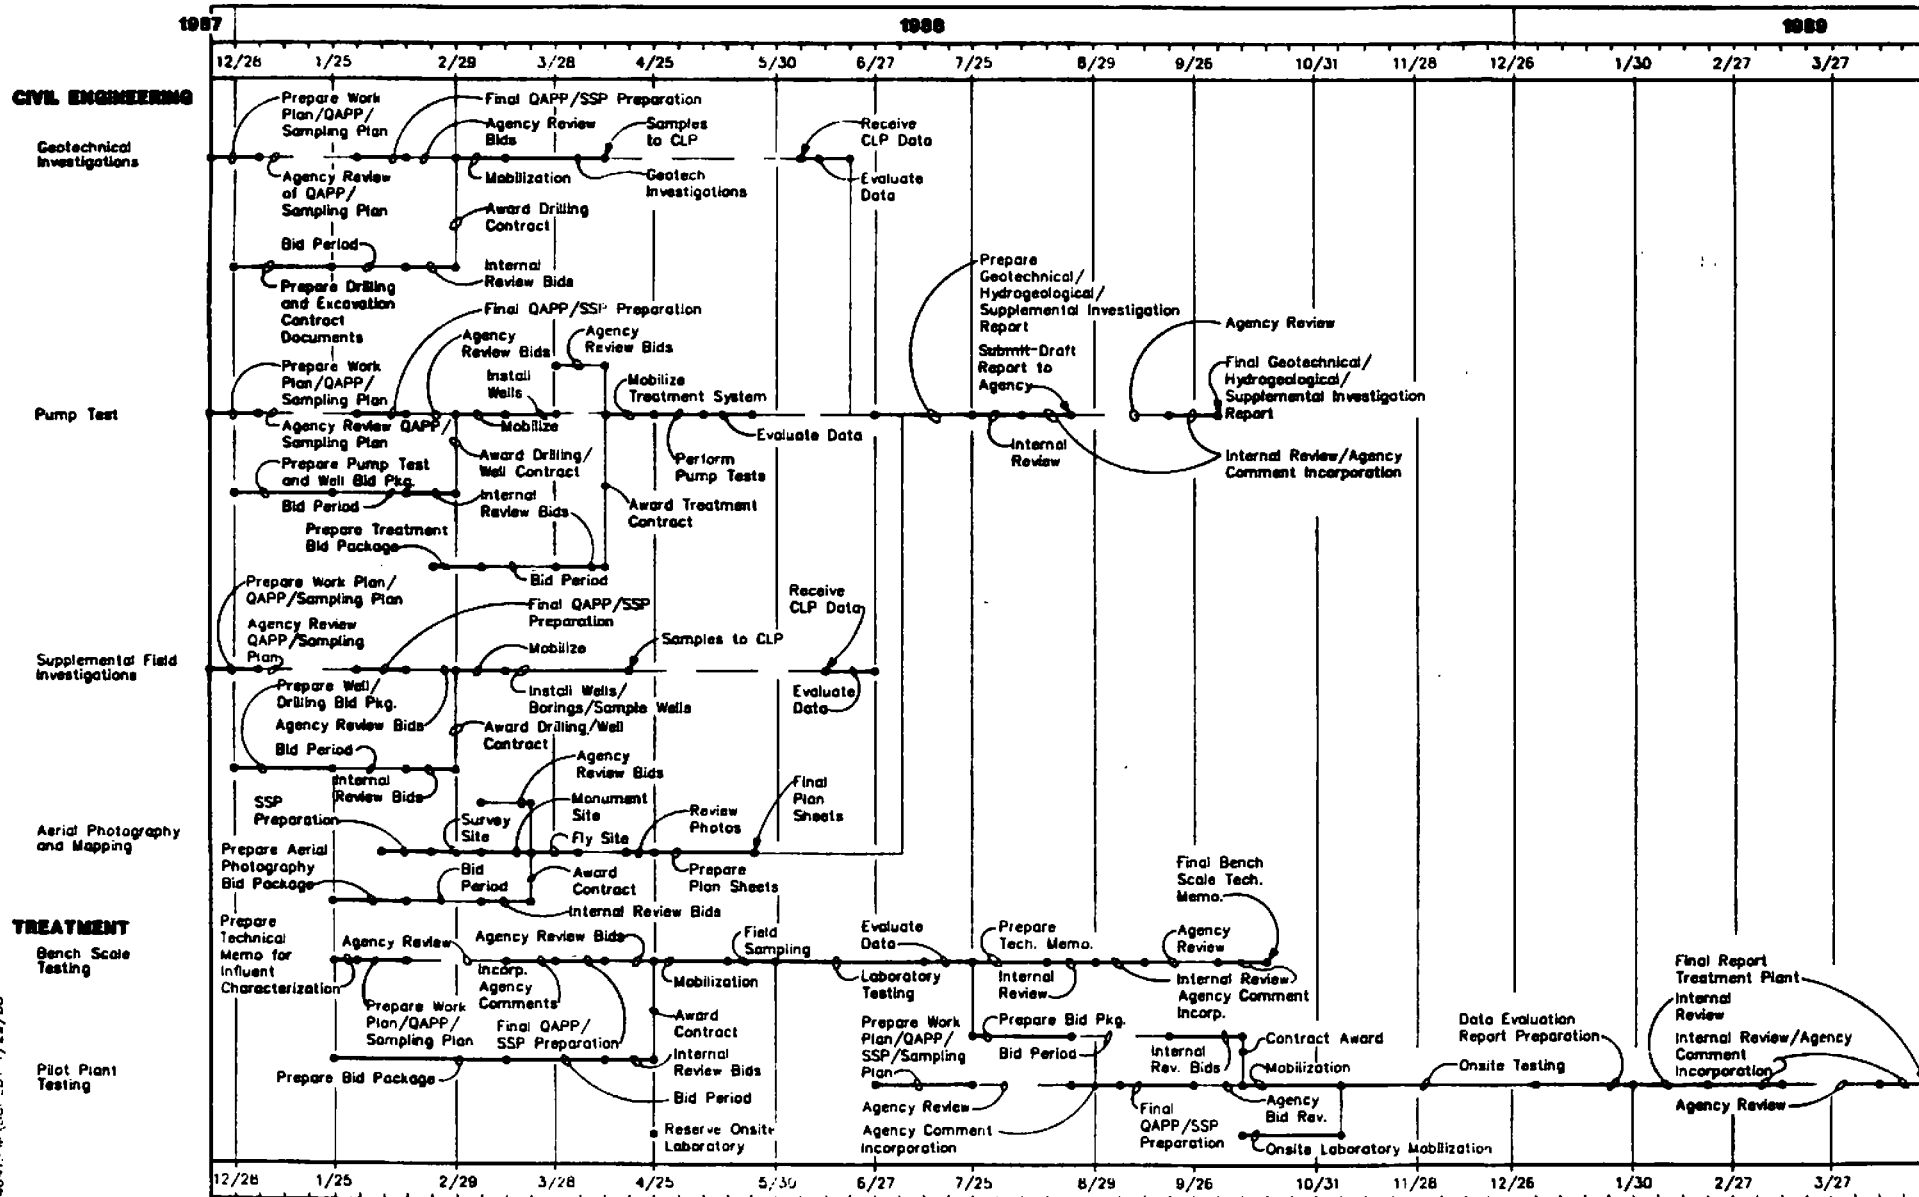 1987
1988
1989
12/28 1/25 2/29 3/28 4/25 5/30 6/27 7/25 8/29 9/26 10/31 11/28 12/26 1/30 2/27 3/27
CIVIL ENGINEERING
Geotechnical
Investigations
Prepare Work
Plan/QAPP/
Sampling Plan
Final QAPP/SSP Preparation
Agency Review
Bids
Samples
to CLP
Receive
CLP Data
Agency Review
of QAPP/
Sampling Plan
Mobilization
Geotech
Investigations
Evaluate
Data
Award Drilling
Contract
Bid Period
Internal
Review Bids
Prepare Drilling
and Excavation
Contract
Documents
Pump Test
Final QAPP/SSP Preparation
Agency
Review Bids
Agency
Review Bids
Prepare Work
Plan/QAPP/
Sampling Plan
Install
Wells
Mobilize
Treatment System
Agency Review QAPP/
Sampling Plan
Mobilize
Evaluate Data
Prepare Pump Test
and Well Bid Pkg.
Award Drilling/
Well Contract
Perform
Pump Tests
Bid Period
Internal
Review Bids
Award Treatment
Contract
Prepare Treatment
Bid Package
Bid Period
Prepare
Geotechnical/
Hydrogeological/
Supplemental Investigation
Report
Submit Draft
Report to
Agency
Internal
Review
Agency Review
Final Geotechnical/
Hydrogeological/
Supplemental Investigation
Report
Internal Review/Agency
Comment Incorporation
Supplemental Field
Investigations
Prepare Work Plan/
QAPP/Sampling Plan
Agency Review
QAPP/Sampling
Plan
Final QAPP/SSP
Preparation
Mobilize
Samples to CLP
Receive
CLP Data
Prepare Well/
Drilling Bid Pkg.
Agency Review Bids
Install Wells/
Borings/Sample Wells
Evaluate
Data
Award Drilling/Well
Contract
Bid Period
Internal
Review Bids
Aerial Photography
and Mapping
SSP
Preparation
Agency
Review Bids
Survey
Site
Monument
Site
Fly Site
Review
Photos
Final
Plan
Sheets
Prepare Aerial
Photography
Bid Package
Bid
Period
Award
Contract
Prepare
Plan Sheets
Internal Review Bids
TREATMENT
Bench Scale
Testing
Prepare
Technical
Memo for
Influent
Characterization
Agency Review
Agency Review Bids
Field
Sampling
Evaluate
Data
Prepare
Tech. Memo.
Agency
Review
Final Bench
Scale Tech.
Memo.
Prepare Work
Plan/QAPP/
Sampling Plan
Incorp.
Agency
Comments
Final QAPP/
SSP Preparation
Mobilization
Laboratory
Testing
Internal
Review
Internal Review
Agency Comment
Incorp.
Award
Contract
Pilot Plant
Testing
Prepare Bid Package
Internal
Review Bids
Bid Period
Reserve Onsite
Laboratory
Prepare Work
Plan/QAPP/
SSP/Sampling
Plan
Prepare Bid Pkg.
Bid Period
Internal
Rev. Bids
Contract Award
Mobilization
Agency Review
Agency Comment
Incorporation
Final
QAPP/SSP
Preparation
Agency
Bid Rev.
Onsite Laboratory Mobilization
Onsite Testing
Data Evaluation
Report Preparation
Final Report
Treatment Plant
Internal
Review
Internal Review/Agency
Comment
Incorporation
Agency Review
12/28 1/25 2/29 3/28 4/25 5/30 6/27 7/25 8/29 9/26 10/31 11/28 12/26 1/30 2/27 3/27